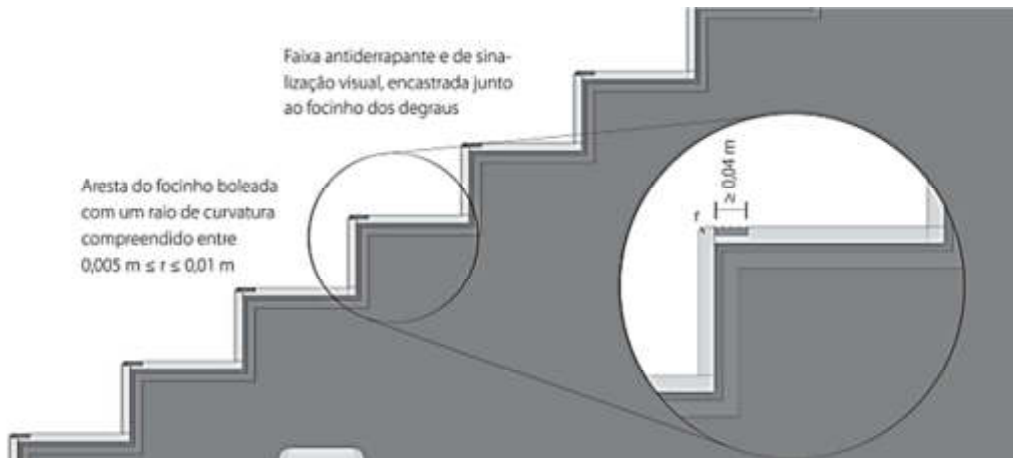 Faixa antiderrapante e de sina-
lização visual, encastrada junto
ao focinho dos degraus
Aresta do focinho boleada
com um raio de curvatura
compreendido entre
0,005 m ≤ r ≤ 0,01 m
≥ 0,04 m
r